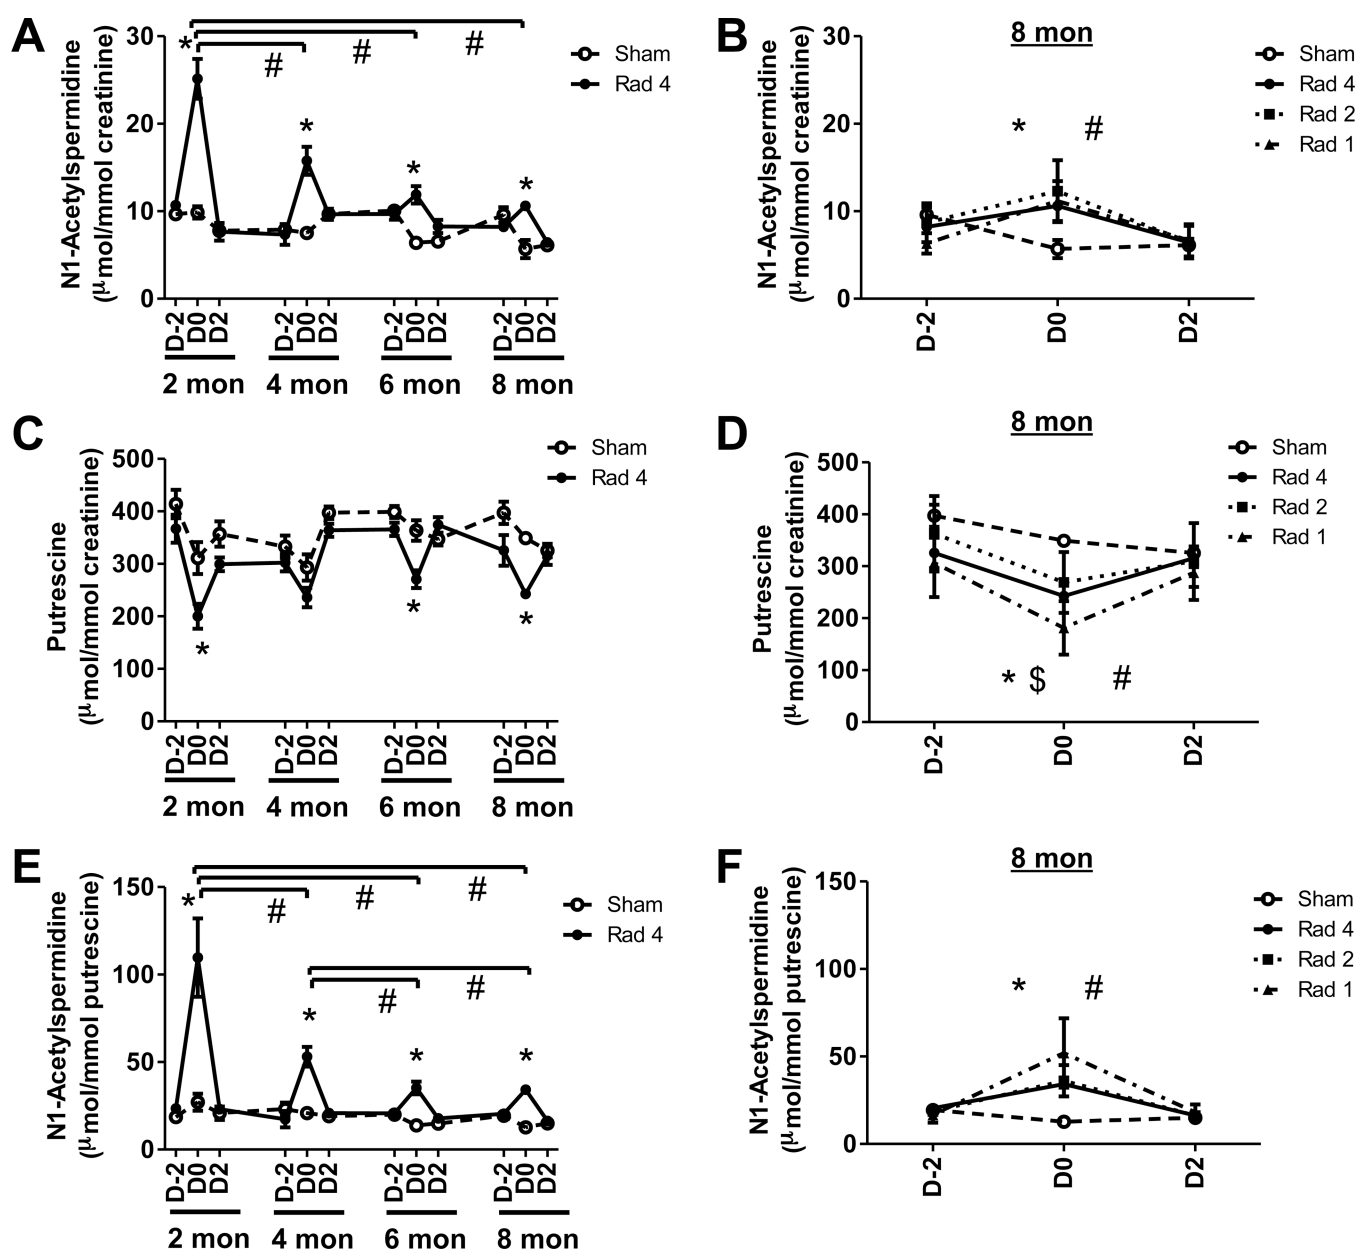 A
N1-Acetylspermidine
(µmol/mmol creatinine)
30
20
10
0
* # # #
* * *
Sham
Rad 4
D-2 D0 D2 D-2 D0 D2 D-2 D0 D2 D-2 D0 D2
2 mon 4 mon 6 mon 8 mon
B
8 mon
N1-Acetylspermidine
(µmol/mmol creatinine)
30
20
10
0
* #
Sham
Rad 4
Rad 2
Rad 1
D-2 D0 D2
C
Putrescine
(µmol/mmol creatinine)
500
400
300
200
100
0
* * *
Sham
Rad 4
D-2 D0 D2 D-2 D0 D2 D-2 D0 D2 D-2 D0 D2
2 mon 4 mon 6 mon 8 mon
D
8 mon
Putrescine
(µmol/mmol creatinine)
500
400
300
200
100
0
* $ #
Sham
Rad 4
Rad 2
Rad 1
D-2 D0 D2
E
N1-Acetylspermidine
(µmol/mmol putrescine)
150
100
50
0
* # # #
# #
* * *
Sham
Rad 4
D-2 D0 D2 D-2 D0 D2 D-2 D0 D2 D-2 D0 D2
2 mon 4 mon 6 mon 8 mon
F
8 mon
N1-Acetylspermidine
(µmol/mmol putrescine)
150
100
50
0
* #
Sham
Rad 4
Rad 2
Rad 1
D-2 D0 D2